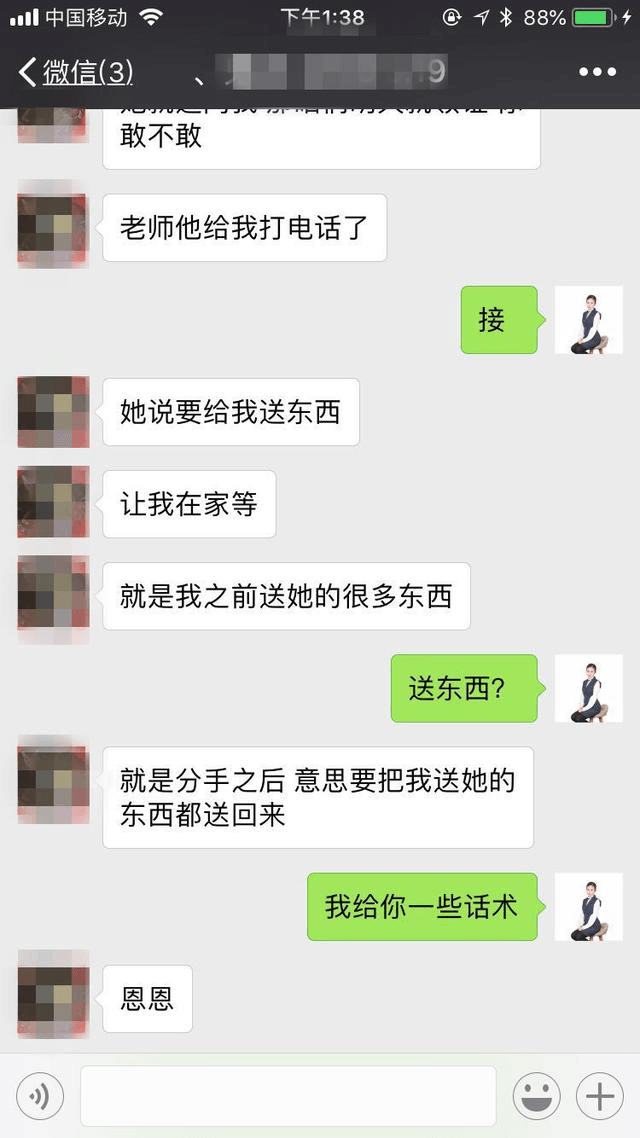 中国移动
下午1:38
88%
微信(3)
、
9
敢不敢
老师他给我打电话了
接
她说要给我送东西
让我在家等
就是我之前送她的很多东西
送东西?
就是分手之后 意思要把我送她的
东西都送回来
我给你一些话术
恩恩